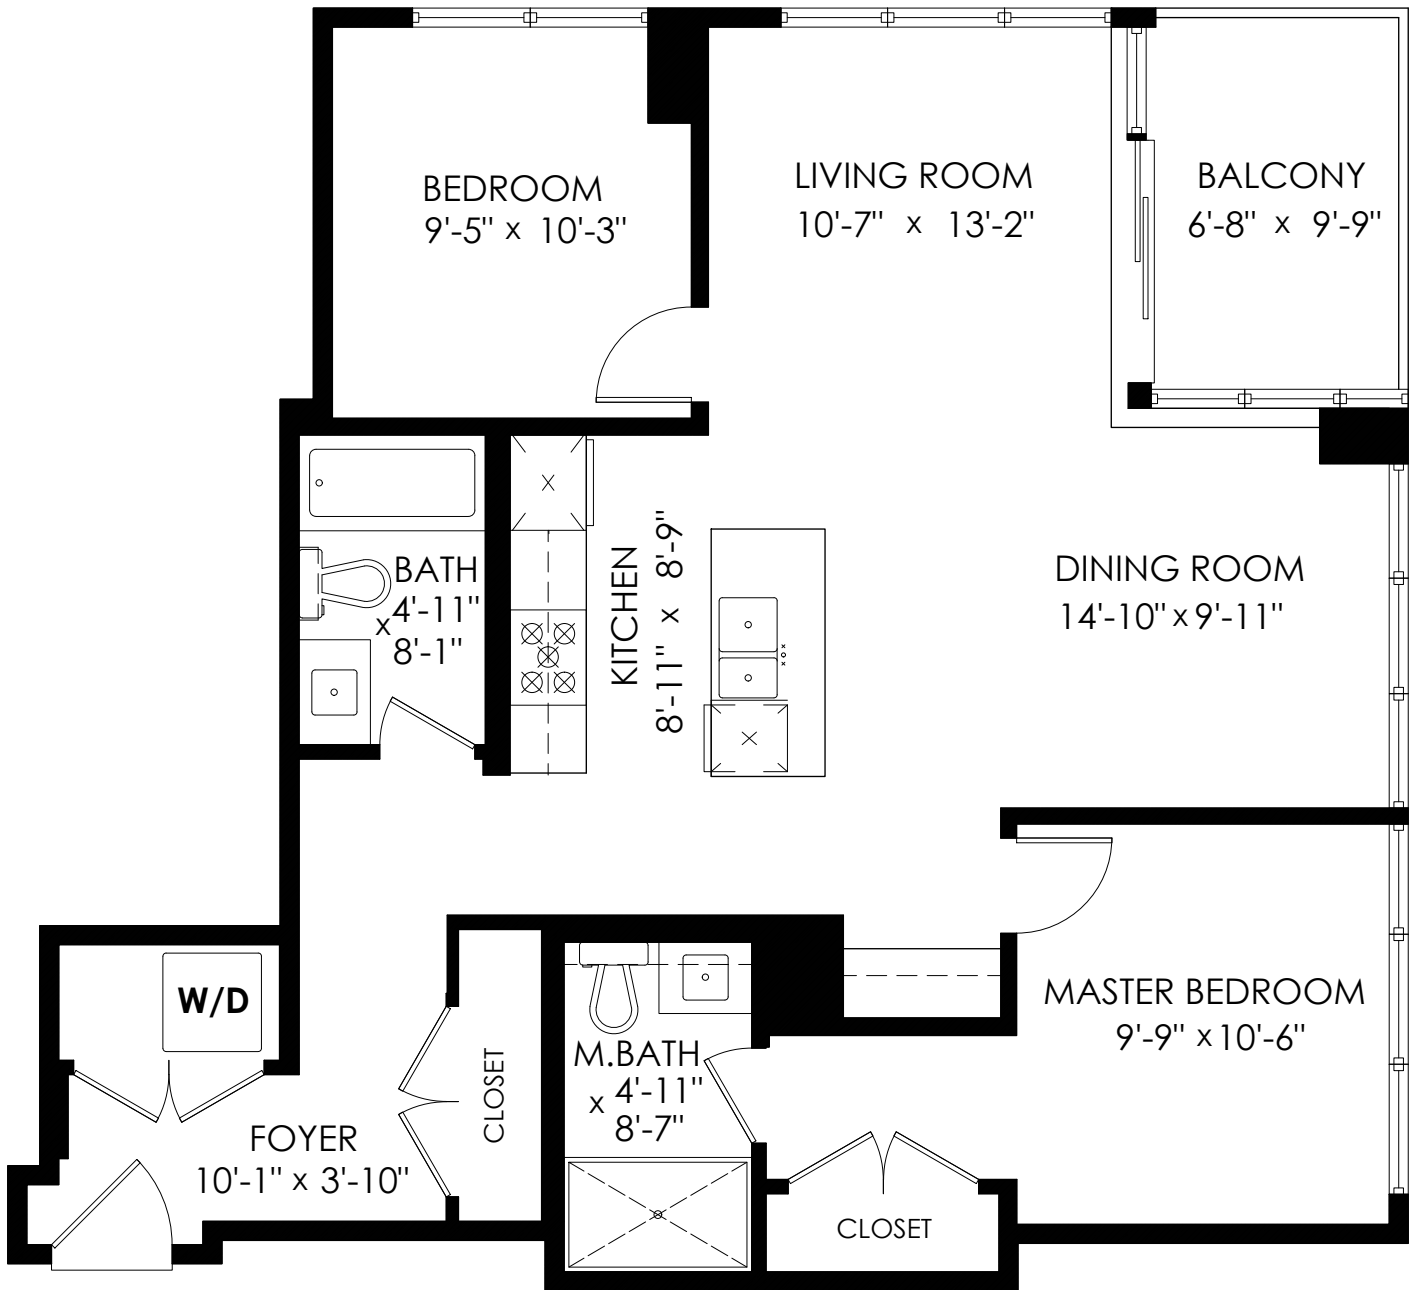 BEDROOM
9'-5" x 10'-3"
LIVING ROOM
10'-7" x 13'-2"
BALCONY
6'-8" x 9'-9"
BATH
4'-11"
x
8'-1"
KITCHEN
8'-11" x 8'-9"
DINING ROOM
14'-10" x 9'-11"
W/D
FOYER
10'-1" x 3'-10"
CLOSET
M.BATH
4'-11"
x
8'-7"
MASTER BEDROOM
9'-9" x 10'-6"
CLOSET